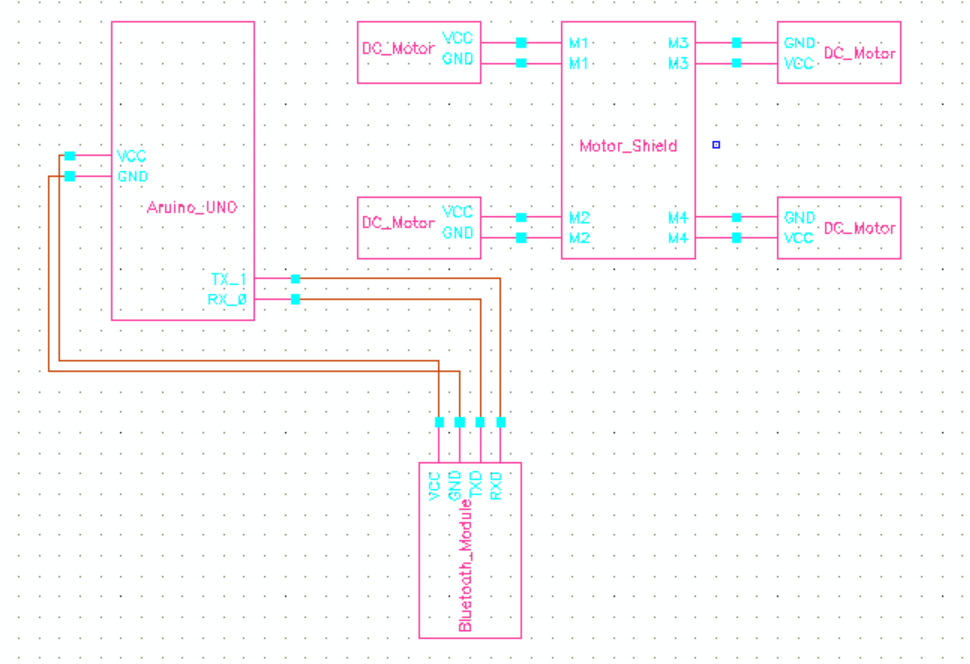 VCC
GND
Aruino_UNO
TX_1
RX_0
DC_Motor
VCC
GND
DC_Motor
VCC
GND
M1
M1
M2
M2
Motor_Shield
M3
M3
M4
M4
GND
VCC
DC_Motor
GND
VCC
DC_Motor
VCC
GND
TXD
RXD
Bluetoath_Module